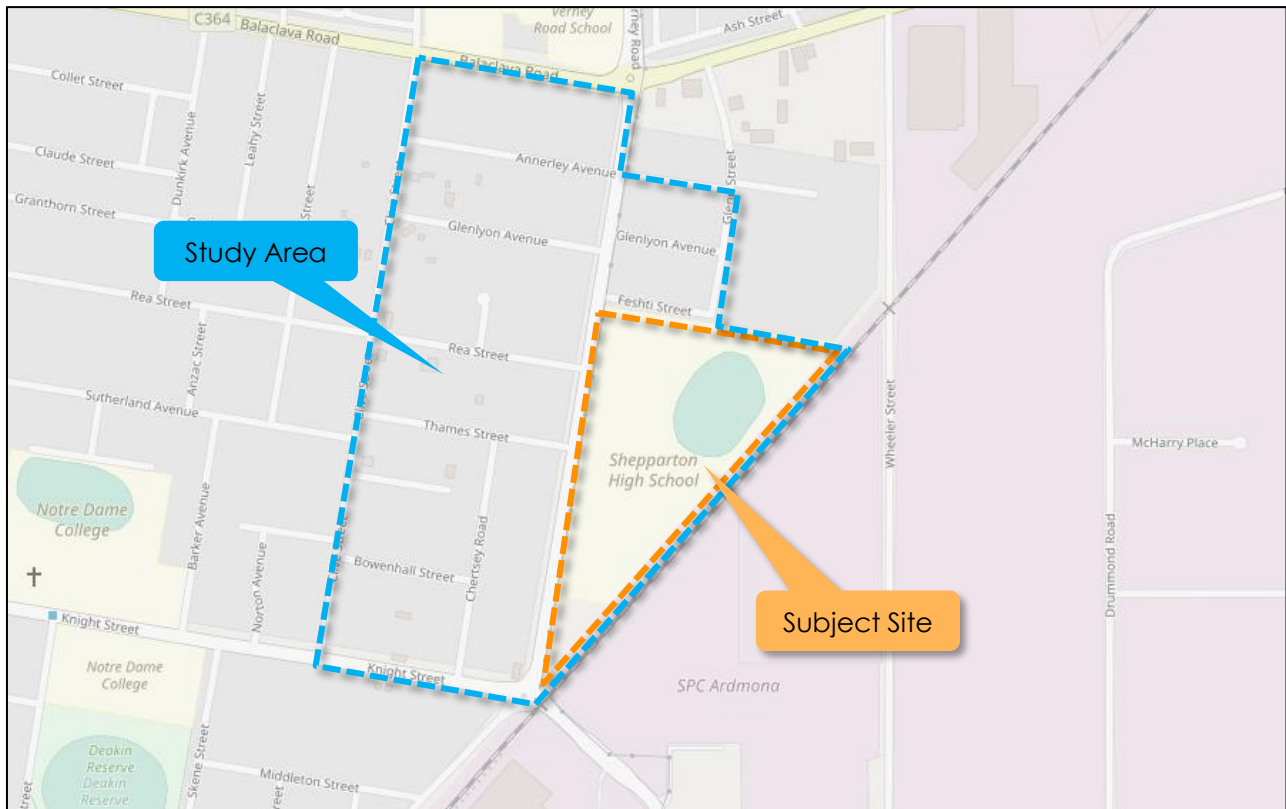 C364
Balaclava Road
Verney
Road School
Ash Street
Balaclava Road
Collet Street
Leahy Street
Dunkirk Avenue
Annerley Avenue
Claude Street
Granthorn Street
Street
Glenlyon Avenue
Glenlyon Avenue
Study Area
Rea Street
Feshti Street
Rea Street
Anzac Street
Sutherland Avenue
Thames Street
Wheeler Street
McHarry Place
Shepparton
High School
Notre Dame
College
Barker Avenue
Norton Avenue
Bowenhall Street
Chertsey Road
Drummond Road
Subject Site
Knight Street
Knight Street
Notre Dame
College
SPC Ardmona
Skene Street
Deakin
Reserve
Deakin
Reserve
Middleton Street